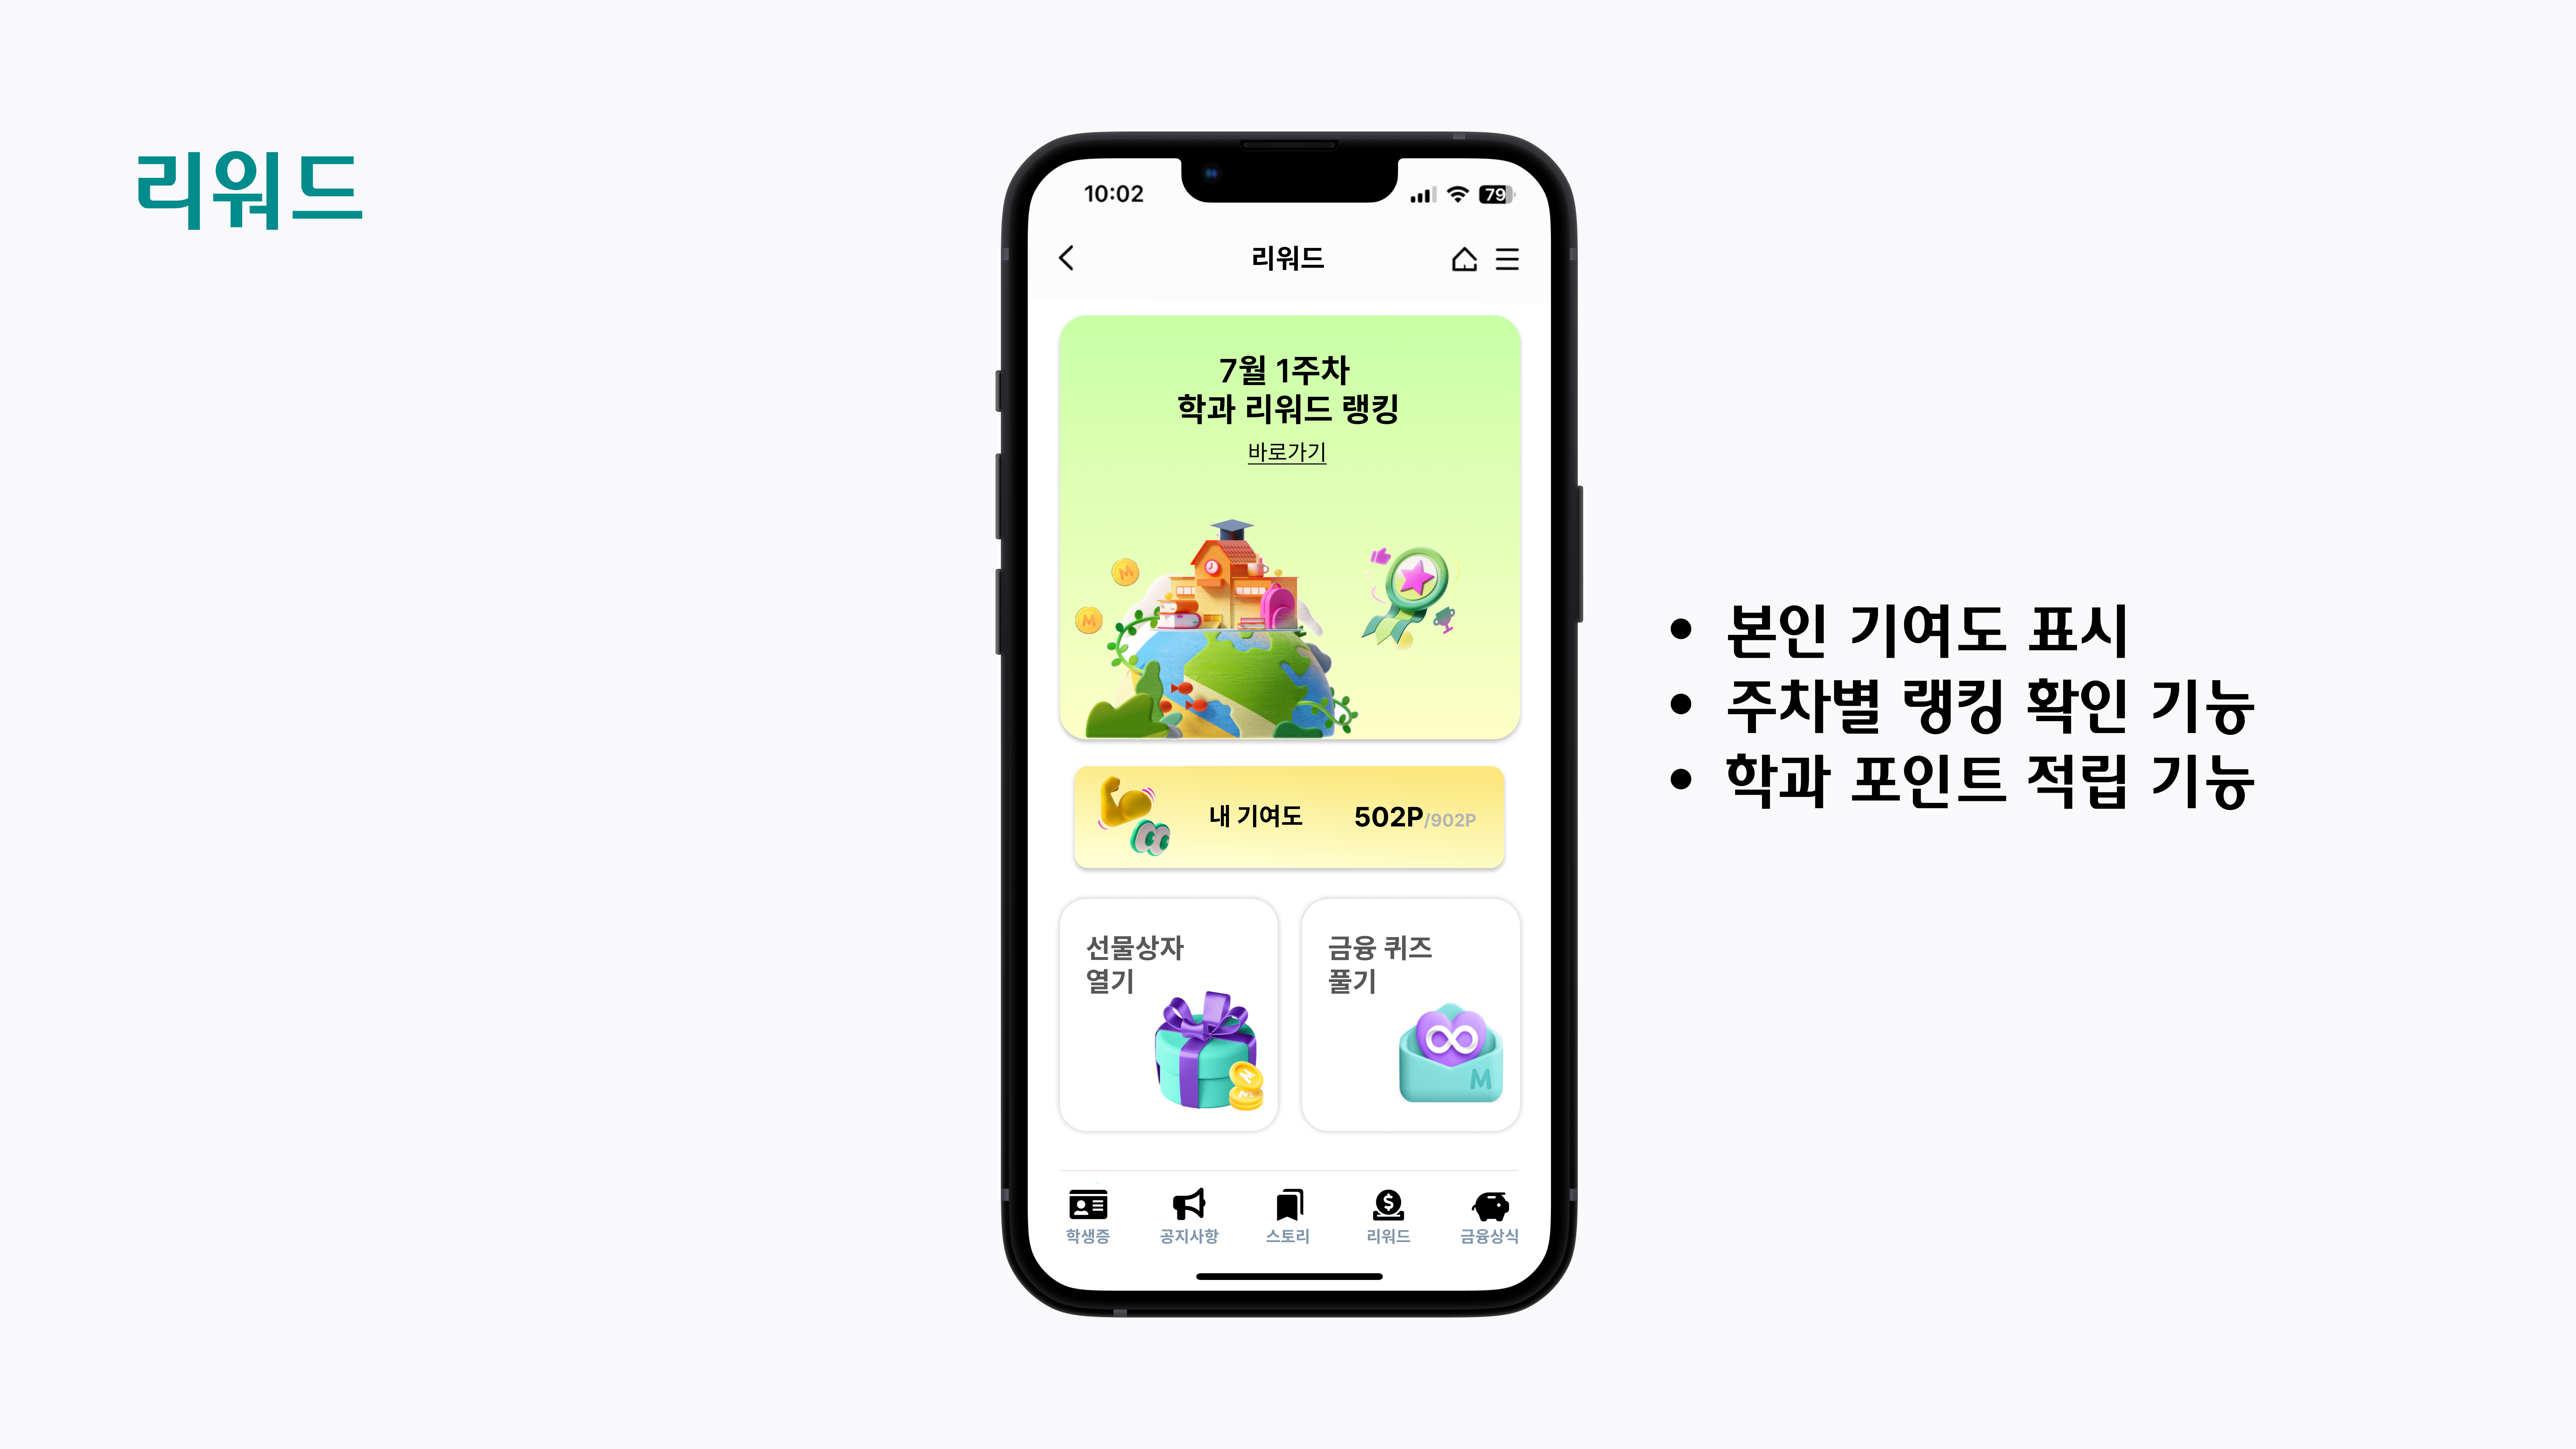 리워드
10:02
79
리워드
7월 1주차
학과 리워드 랭킹
바로가기
M
M
내 기여도 502P/902P
선물상자
열기
금융 퀴즈
풀기
M
학생증 공지사항 스토리 리워드 금융상식
• 본인 기여도 표시
• 주차별 랭킹 확인 기능
• 학과 포인트 적립 기능